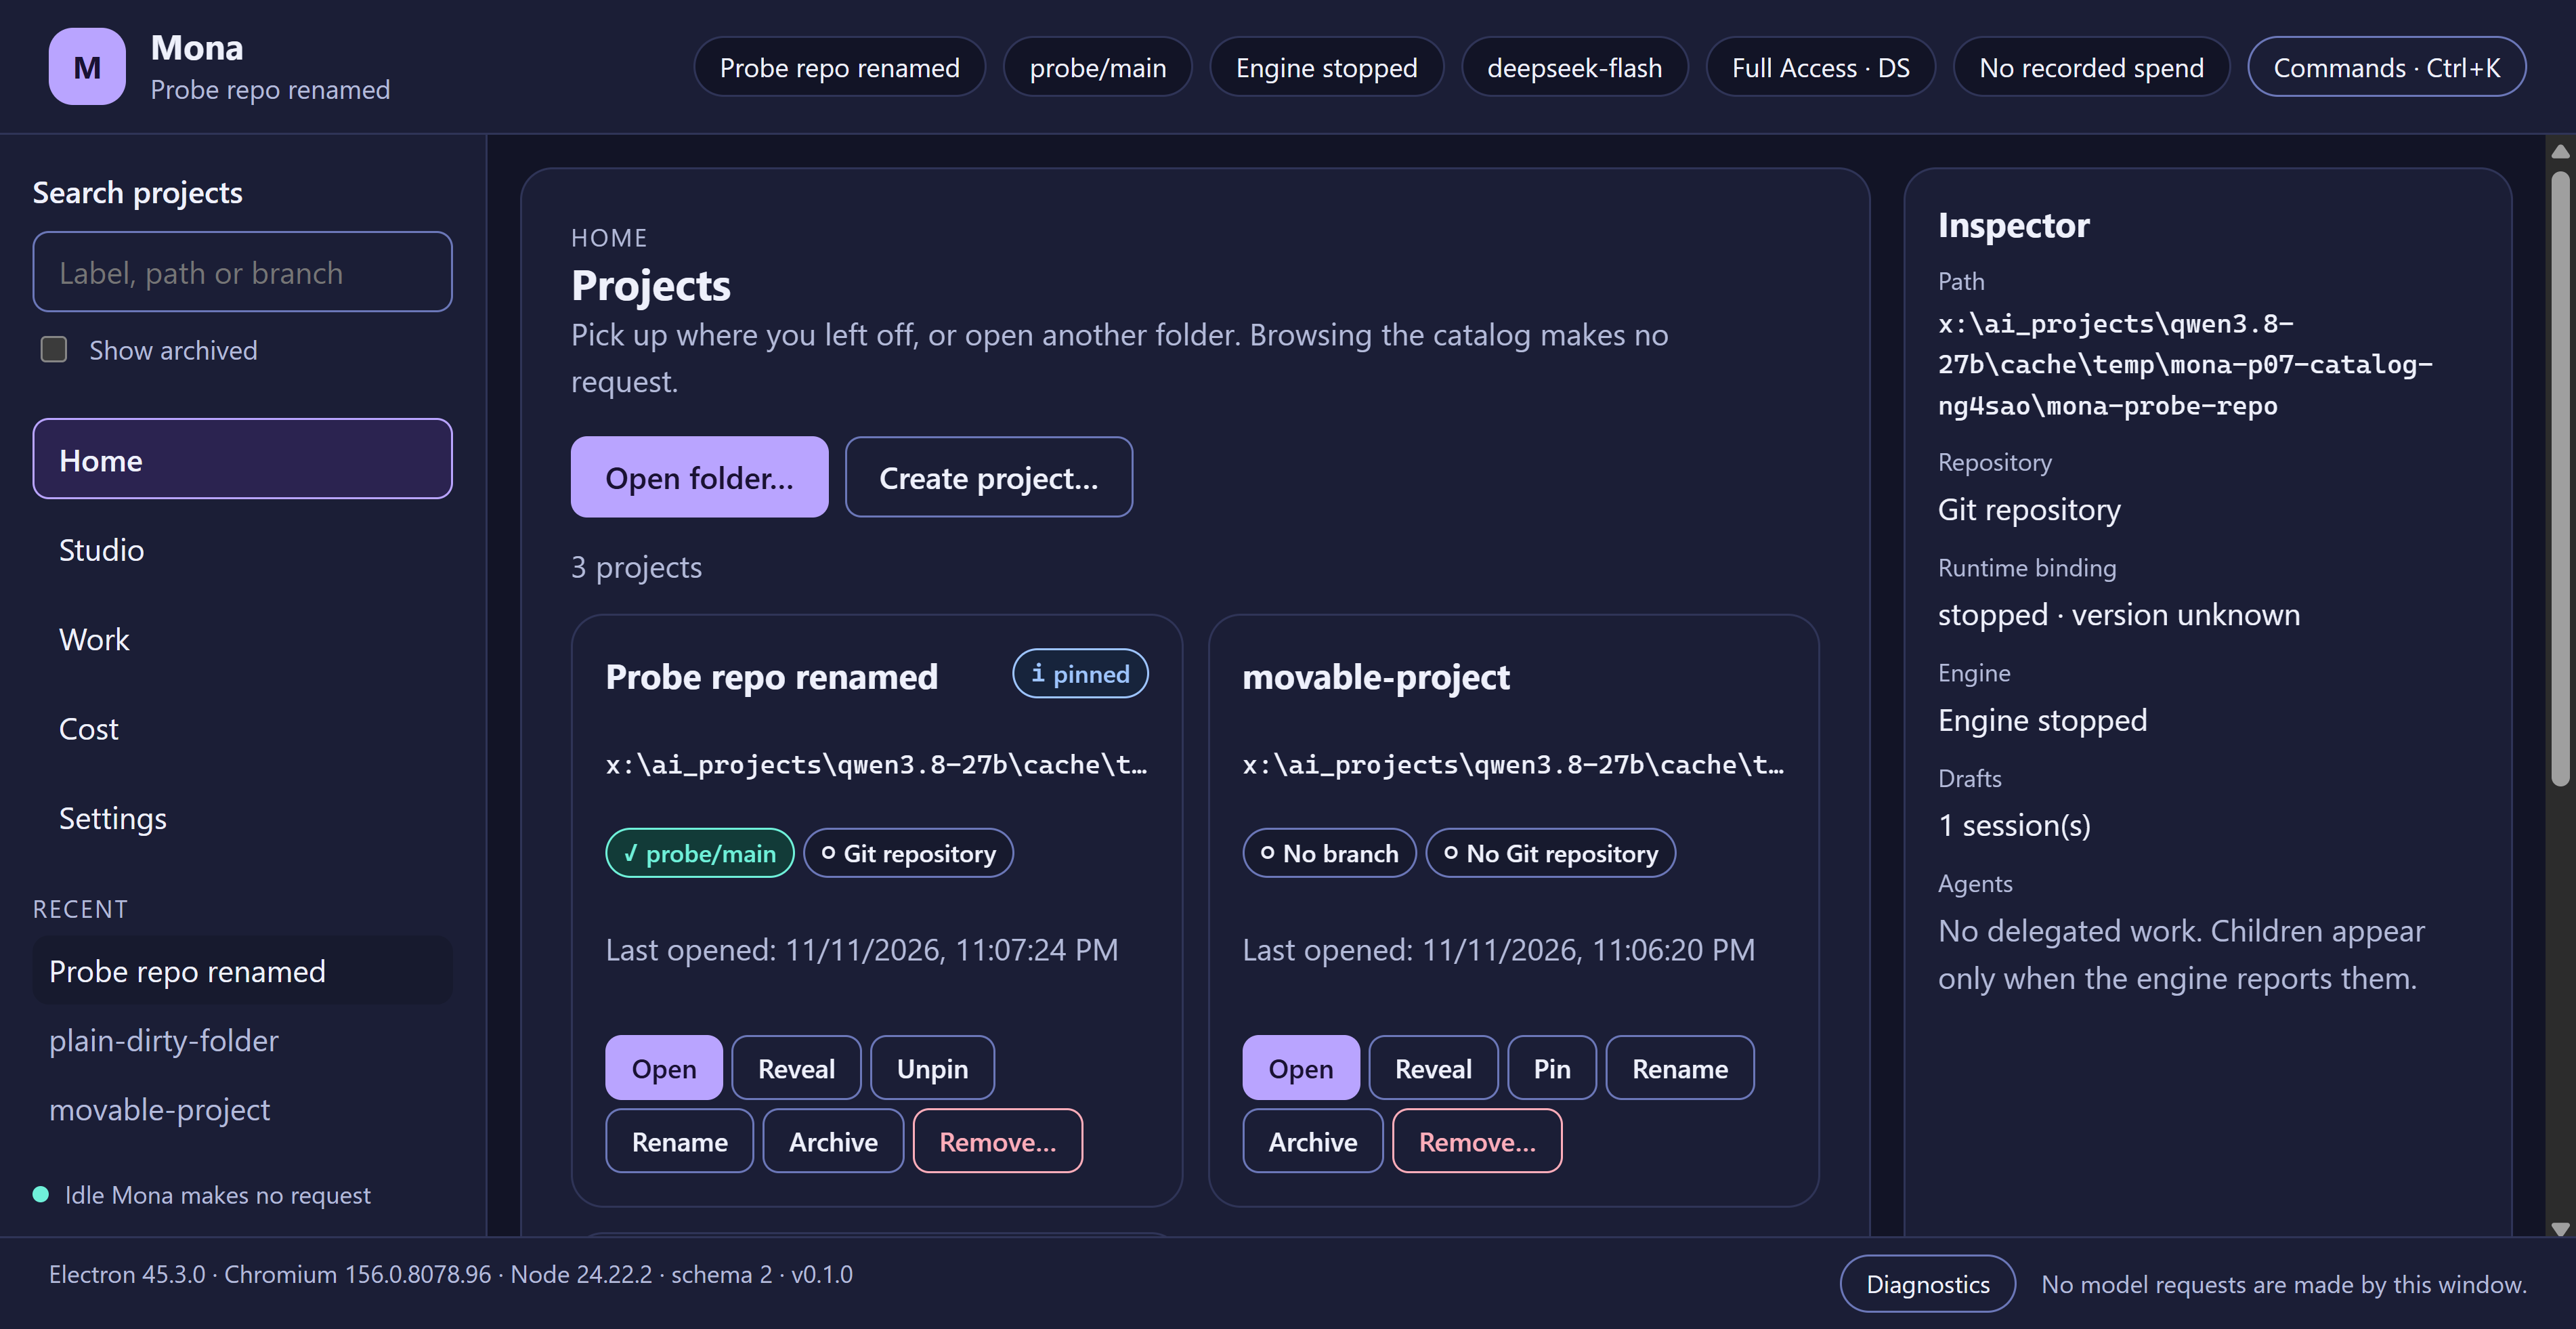 M
Mona
Probe repo renamed
Probe repo renamed
probe/main
Engine stopped
deepseek-flash
Full Access · DS
No recorded spend
Commands · Ctrl+K
Search projects
Label, path or branch
Show archived
Home
Studio
Work
Cost
Settings
RECENT
Probe repo renamed
plain-dirty-folder
movable-project
Idle Mona makes no request
HOME
Projects
Pick up where you left off, or open another folder. Browsing the catalog makes no
request.
Open folder...
Create project...
3 projects
Probe repo renamed
i pinned
x:\ai_projects\qwen3.8-27b\cache\t…
✓ probe/main
Git repository
Last opened: 11/11/2026, 11:07:24 PM
Open
Reveal
Unpin
Rename
Archive
Remove...
movable-project
x:\ai_projects\qwen3.8-27b\cache\t…
No branch
No Git repository
Last opened: 11/11/2026, 11:06:20 PM
Open
Reveal
Pin
Rename
Archive
Remove...
Inspector
Path
x:\ai_projects\qwen3.8-
27b\cache\temp\mona-p07-catalog-
ng4sao\mona-probe-repo
Repository
Git repository
Runtime binding
stopped · version unknown
Engine
Engine stopped
Drafts
1 session(s)
Agents
No delegated work. Children appear
only when the engine reports them.
Electron 45.3.0 · Chromium 156.0.8078.96 · Node 24.22.2 · schema 2 · v0.1.0
Diagnostics
No model requests are made by this window.